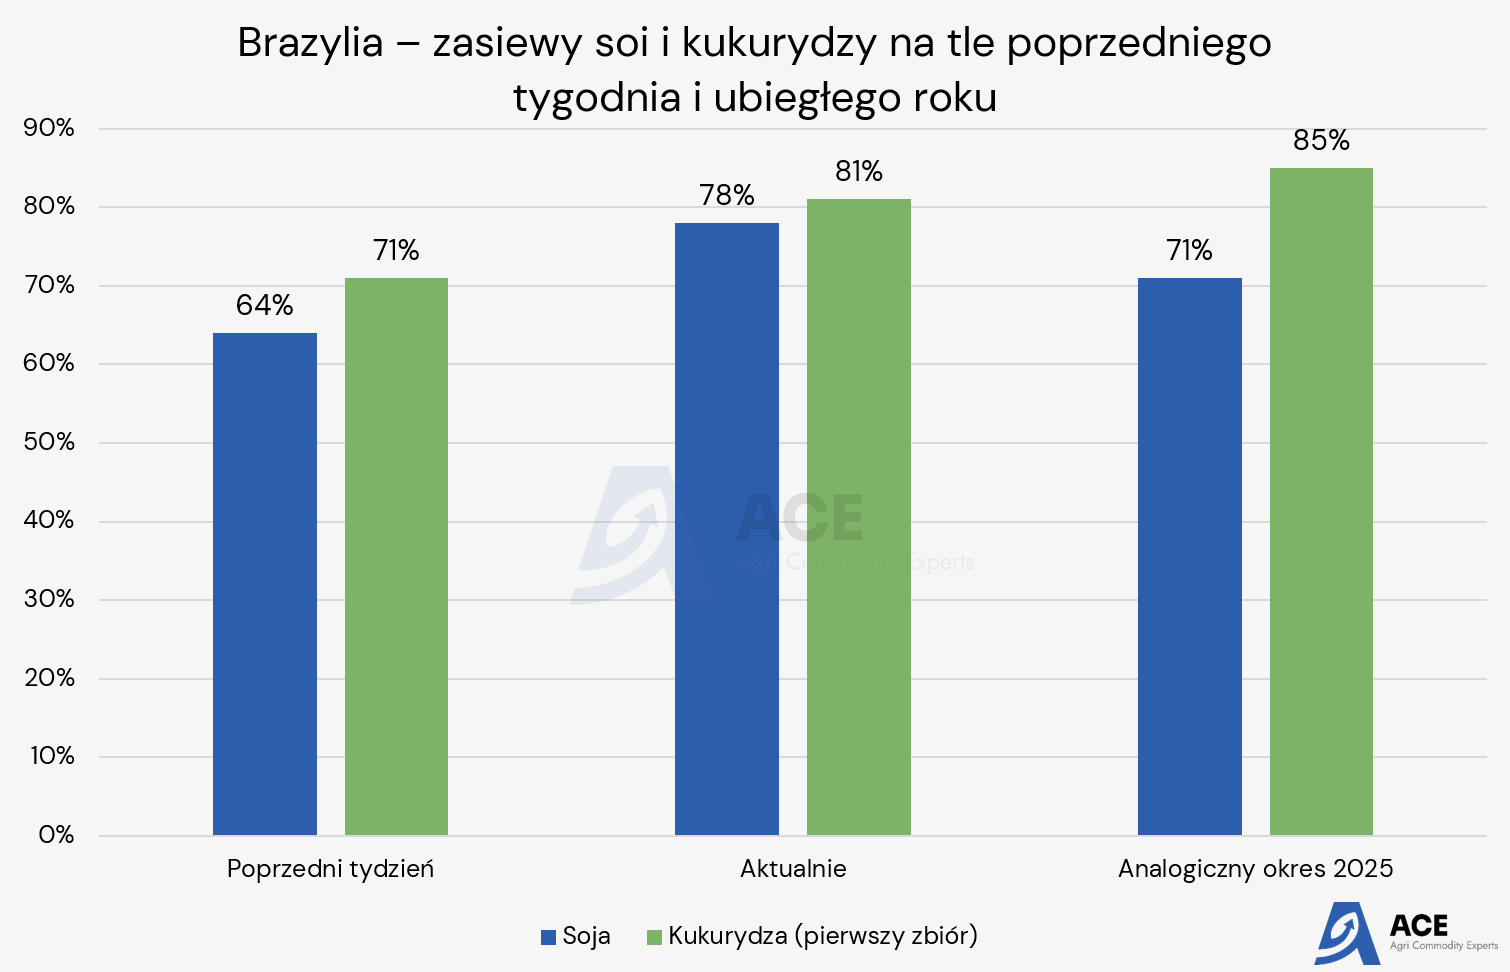 Brazylia – zasiewy soi i kukurydzy na tle poprzedniego
tygodnia i ubiegłego roku
90%
80%
70%
60%
50%
40%
30%
20%
10%
0%
64%
71%
78%
81%
71%
85%
ACE
Agri Commodity Experts
Poprzedni tydzień
Aktualnie
Analogiczny okres 2025
Soja
Kukurydza (pierwszy zbiór)
ACE
Agri Commodity Experts